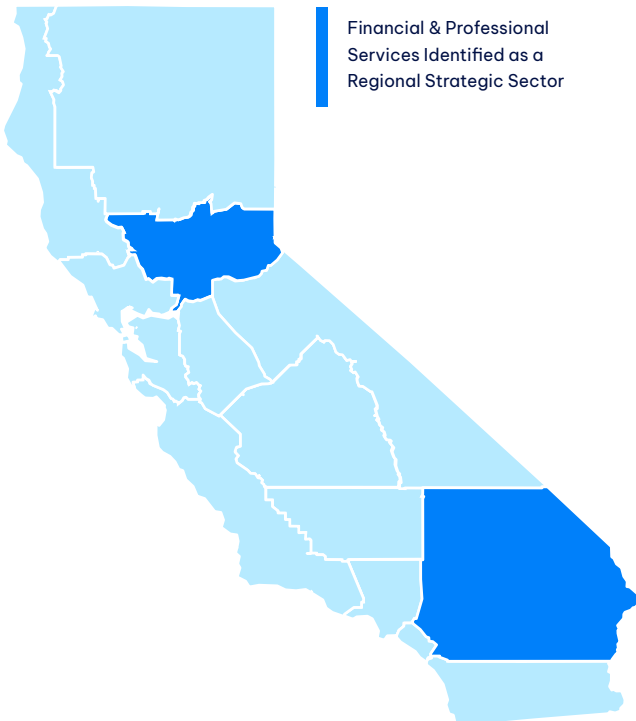 Financial & Professional
Services Identified as a
Regional Strategic Sector